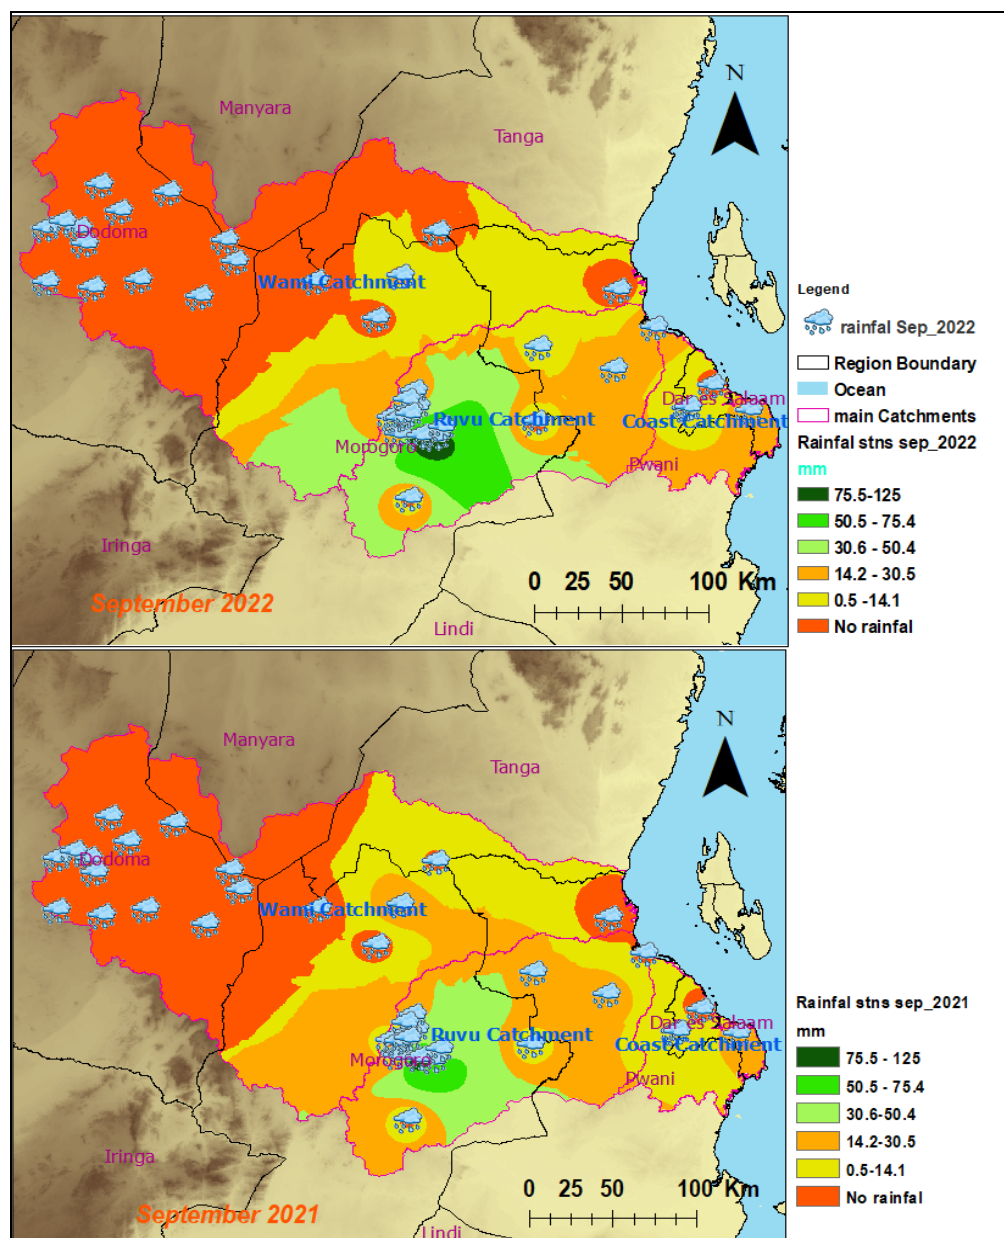 Manyara
Tanga
N
Dodoma
Wami Catchment
Legend
rainfal Sep_2022
Region Boundary
Ocean
main Catchments
Rainfall stns sep_2022
mm
75.5-125
50.5 - 75.4
30.6 - 50.4
14.2 - 30.5
0.5 -14.1
No rainfall
Dar es Salaam
Ruvu Catchment
Coast Catchment
Morogoro
Pwani
Iringa
0 25 50 100 Km
September 2022
Lindi
Manyara
Tanga
N
Dodoma
Wami Catchment
Dar es Salaam
Ruvu Catchment
Coast Catchment
Morogoro
Pwani
Iringa
0 25 50 100 Km
September 2021
Lindi
Rainfall stns sep_2021
mm
75.5 - 125
50.5 - 75.4
30.6-50.4
14.2-30.5
0.5-14.1
No rainfall